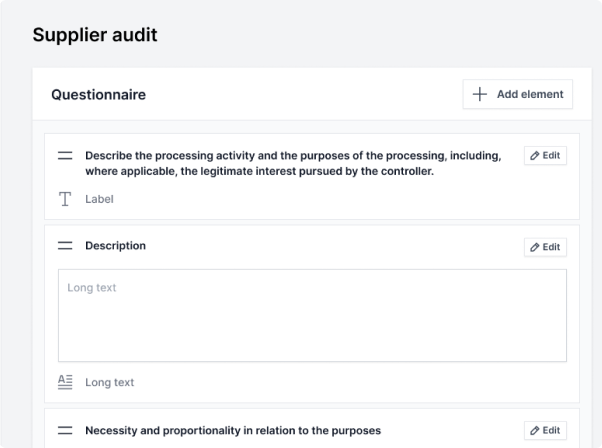 Supplier audit
Questionnaire
Add element
Describe the processing activity and the purposes of the processing, including,
where applicable, the legitimate interest pursued by the controller.
Edit
Label
Description
Edit
Long text
Long text
Necessity and proportionality in relation to the purposes
Edit